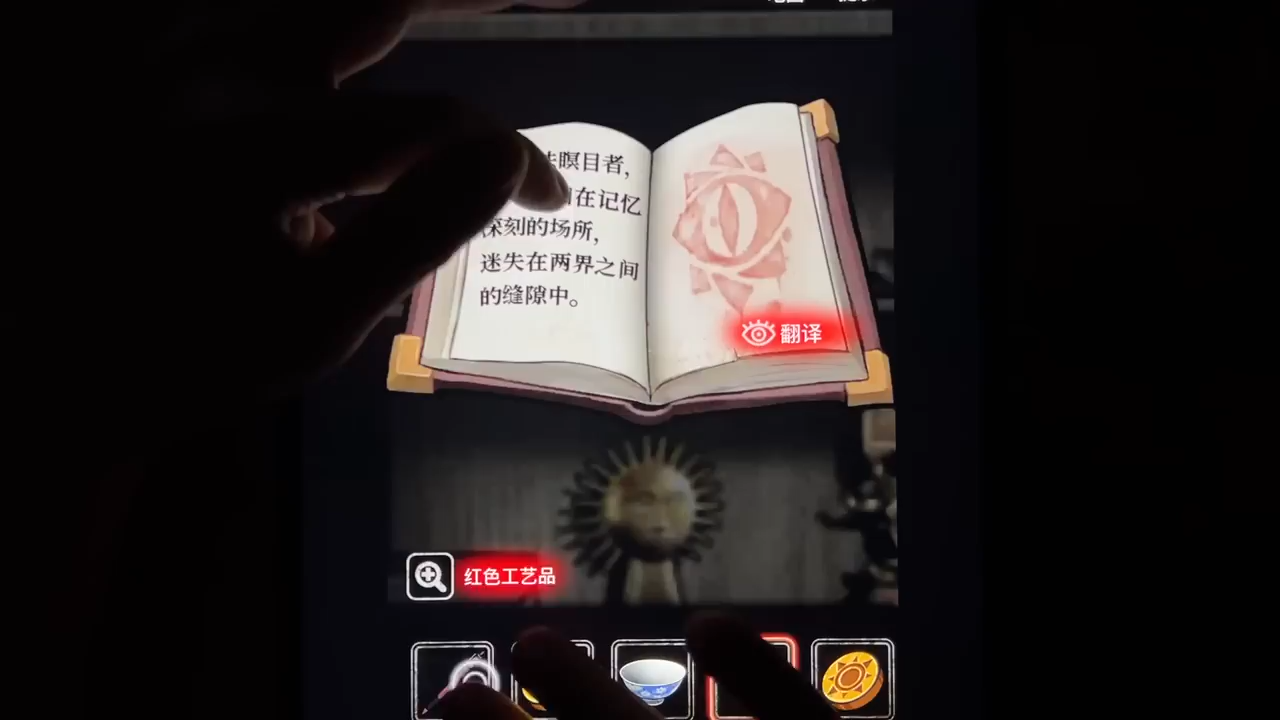 瞑目者,
在记忆
深刻的场所,
迷失在两界之间
的缝隙中。
翻译
红色工艺品